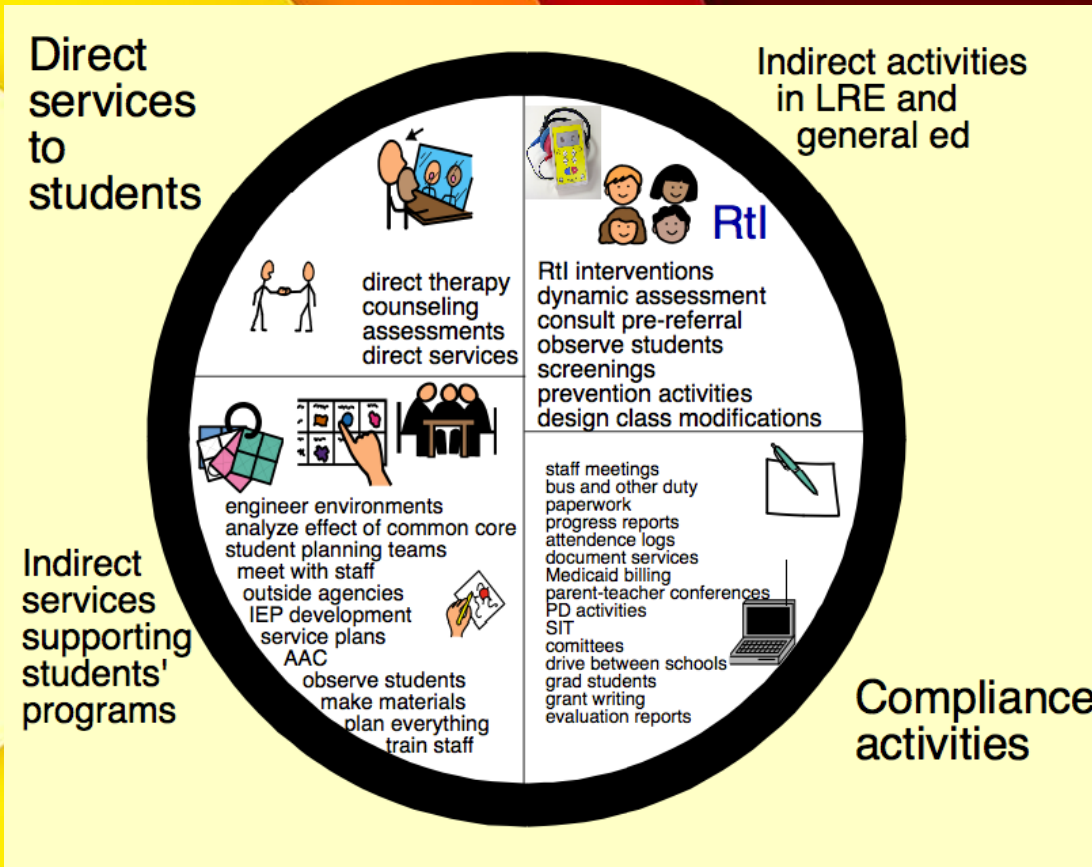 Direct
services
to
students
Indirect activities
in LRE and
general ed
direct therapy
counseling
assessments
direct services
RtI
RtI interventions
dynamic assessment
consult pre-referral
observe students
screenings
prevention activities
design class modifications
Indirect
services
supporting
students'
programs
engineer environments
analyze effect of common core
student planning teams
meet with staff
outside agencies
IEP development
service plans
AAC
observe students
make materials
plan everything
train staff
staff meetings
bus and other duty
paperwork
progress reports
attendence logs
document services
Medicaid billing
parent-teacher conferences
PD activities
SIT
comittees
drive between schools
grad students
grant writing
evaluation reports
Compliance
activities